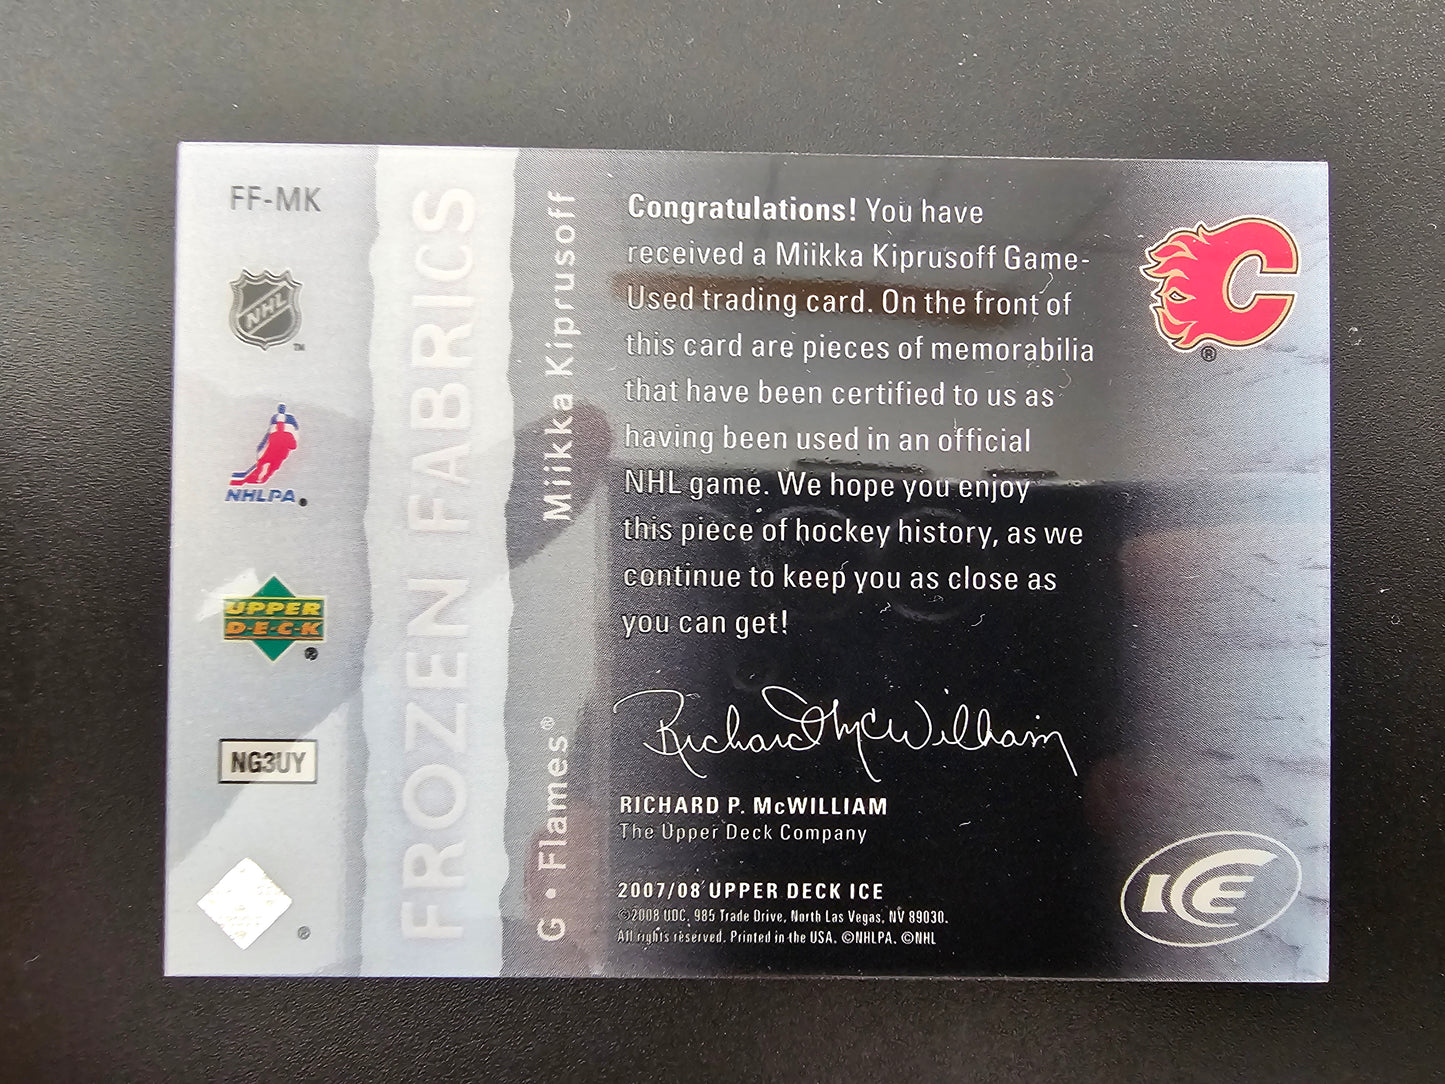 FF-MK
NHL
TM
NHLPA®
UPPER
D·E·C·K
®
NG3UY
®
FROZEN FABRICS
Miikka Kiprusoff
G • Flames®
Congratulations! You have
received a Miikka Kiprusoff Game-
Used trading card. On the front of
this card are pieces of memorabilia
that have been certified to us as
having been used in an official
NHL game. We hope you enjoy
this piece of hockey history, as we
continue to keep you as close as
you can get!
Richard McWilliam
RICHARD P. McWILLIAM
The Upper Deck Company
2007/08 UPPER DECK ICE
©2008 UDC. 985 Trade Drive, North Las Vegas, NV 89030.
All rights reserved. Printed in the USA. ©NHLPA. ©NHL
C
®
ICE